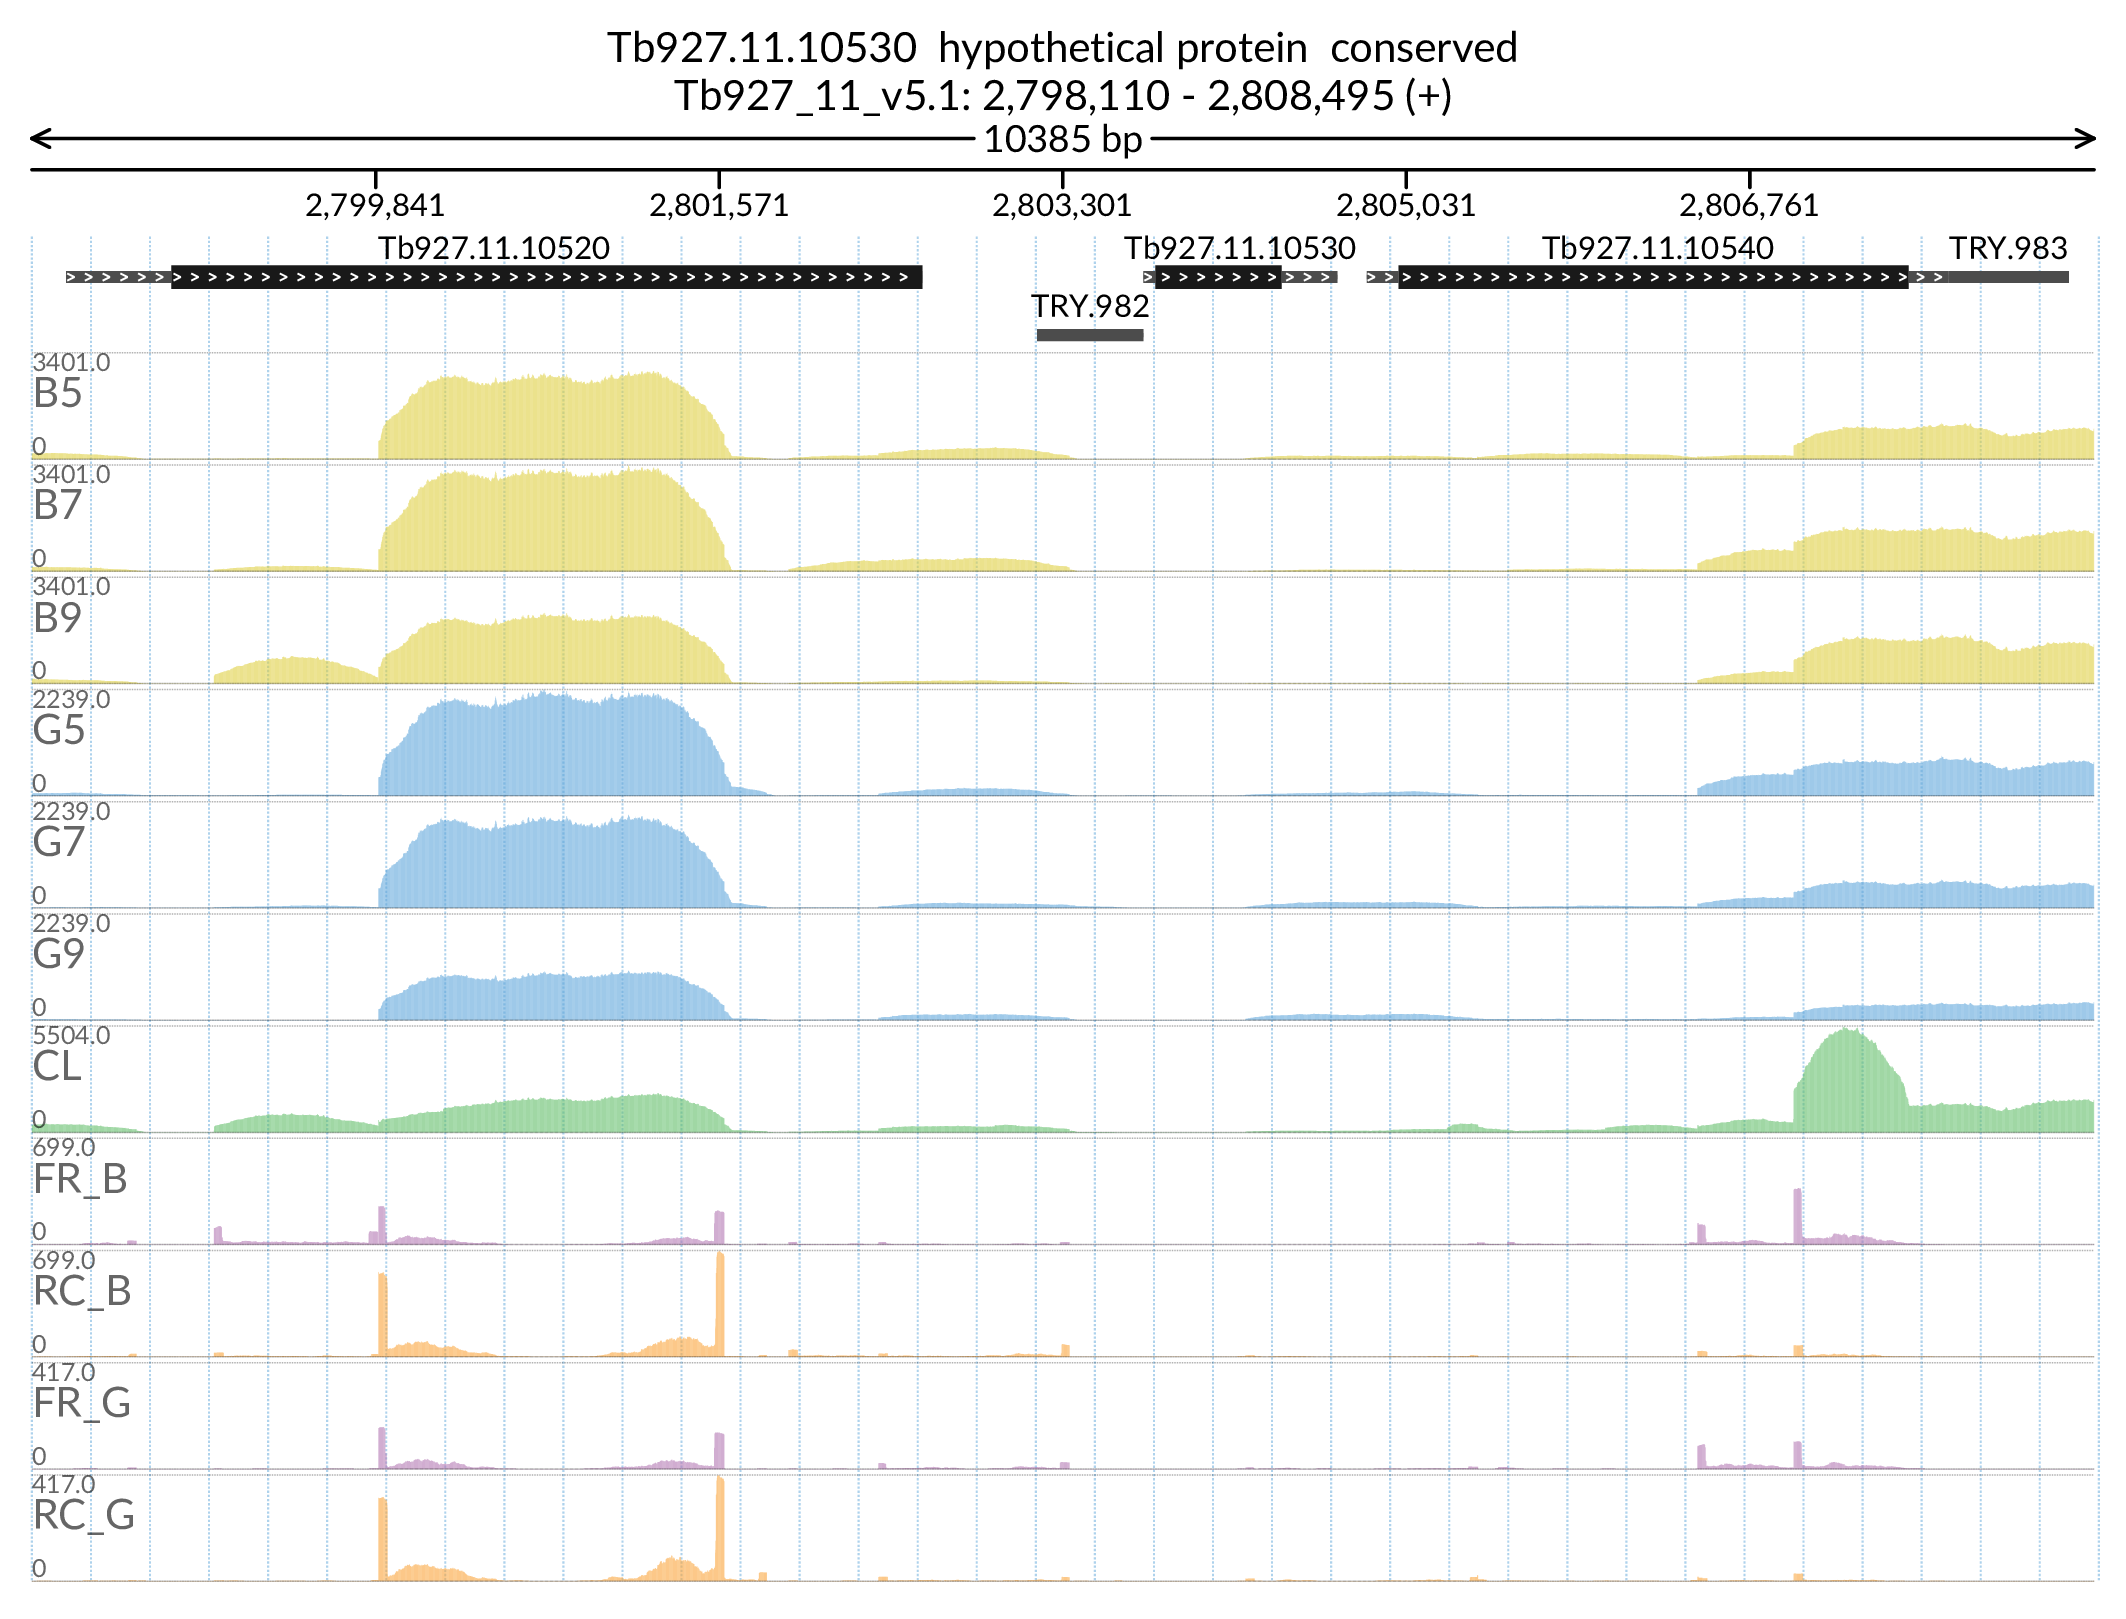 Tb927.11.10530  hypothetical protein  conserved
Tb927_11_v5.1: 2,798,110 - 2,808,495 (+)
10385 bp
2,799,841 2,801,571 2,803,301 2,805,031 2,806,761
Tb927.11.10520 Tb927.11.10530 Tb927.11.10540 TRY.983
TRY.982
3401.0
B5
0
3401.0
B7
0
3401.0
B9
0
2239.0
G5
0
2239.0
G7
0
2239.0
G9
0
5504.0
CL
0
699.0
FR_B
0
699.0
RC_B
0
417.0
FR_G
0
417.0
RC_G
0